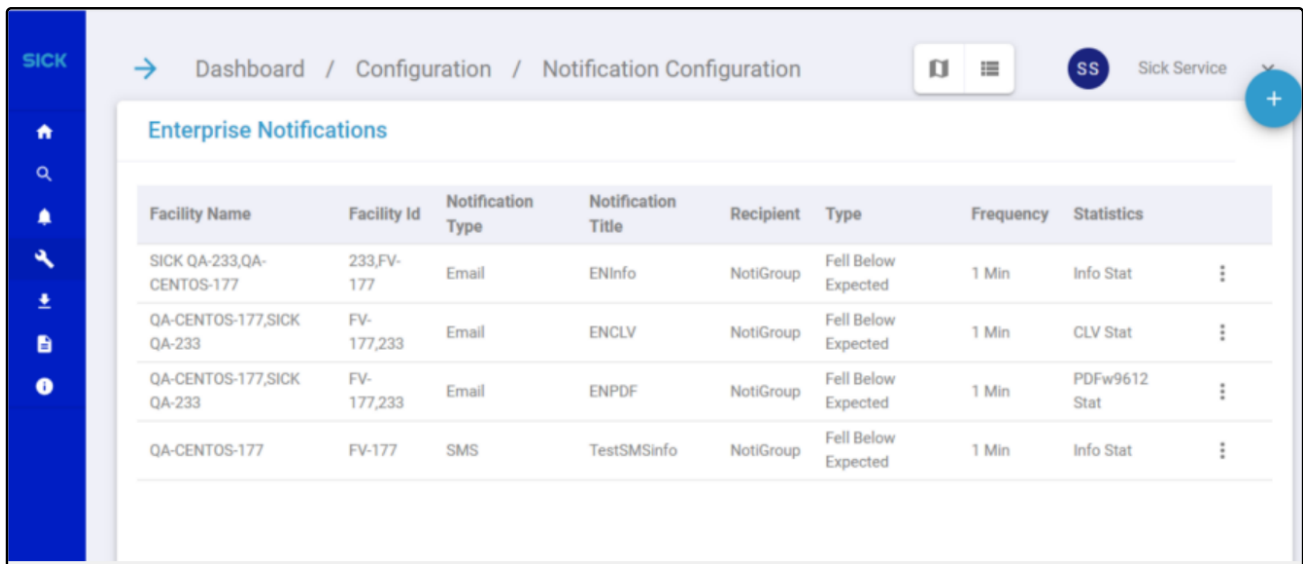 SICK
Dashboard / Configuration / Notification Configuration
SS
Sick Service
+
Enterprise Notifications
Facility Name Facility Id Notification Type Notification Title Recipient Type Frequency Statistics
SICK QA-233,QA-
CENTOS-177
233,FV-
177
Email
ENInfo
NotiGroup
Fell Below
Expected
1 Min
Info Stat
QA-CENTOS-177,SICK
QA-233
FV-
177,233
Email
ENCLV
NotiGroup
Fell Below
Expected
1 Min
CLV Stat
QA-CENTOS-177,SICK
QA-233
FV-
177,233
Email
ENPDF
NotiGroup
Fell Below
Expected
1 Min
PDFw9612
Stat
QA-CENTOS-177
FV-177
SMS
TestSMSinfo
NotiGroup
Fell Below
Expected
1 Min
Info Stat